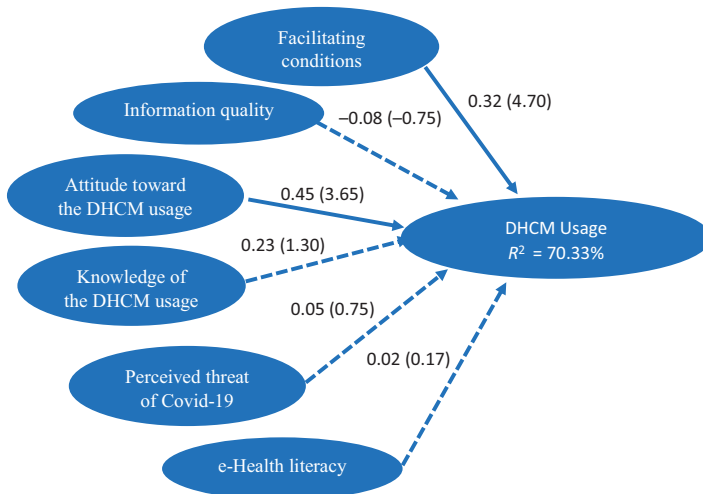 Facilitating
conditions
0.32 (4.70)
Information quality
–0.08 (–0.75)
Attitude toward
the DHCM usage
0.45 (3.65)
DHCM Usage
R² = 70.33%
0.23 (1.30)
Knowledge of
the DHCM usage
0.05 (0.75)
Perceived threat
of Covid-19
0.02 (0.17)
e-Health literacy